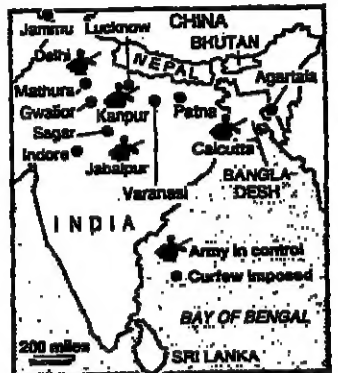 Jammu Lucknow CHINA
BHUTAN
Delhi NEPAL Agartala
Mathura
Gwalior Kanpur Patna
Sagar Calcutta
Indore Jabalpur
Varanasi BANGLA-
DESH
INDIA
Army in control
Curfew imposed
BAY OF BENGAL
200 miles
SRI LANKA